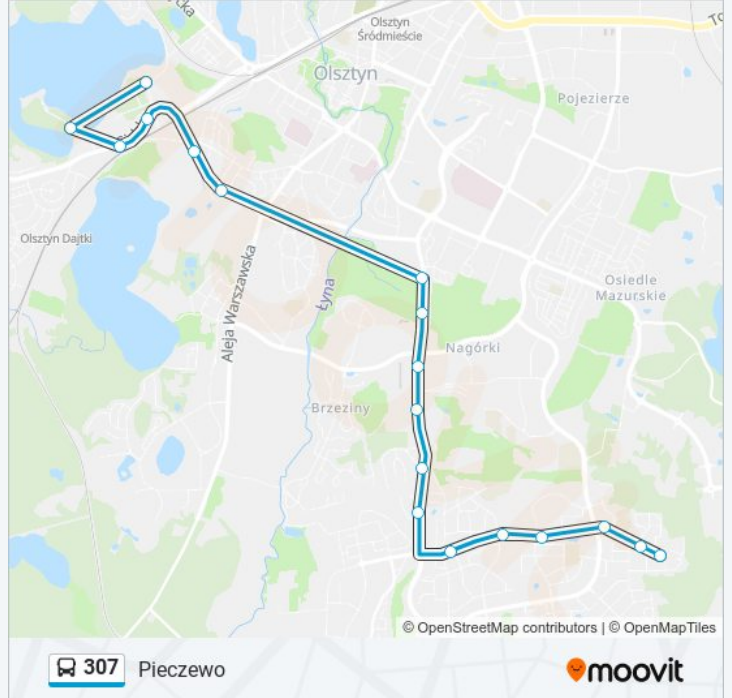 Olsztyn
Śródmieście
Olsztyn
Pojezierze
Olsztyn Dajtki
Aleja Warszawska
Łyna
Osiedle
Mazurskie
Nagórki
Brzeziny
© OpenStreetMap contributors | © OpenMapTiles
307 Pieczewo
moovit